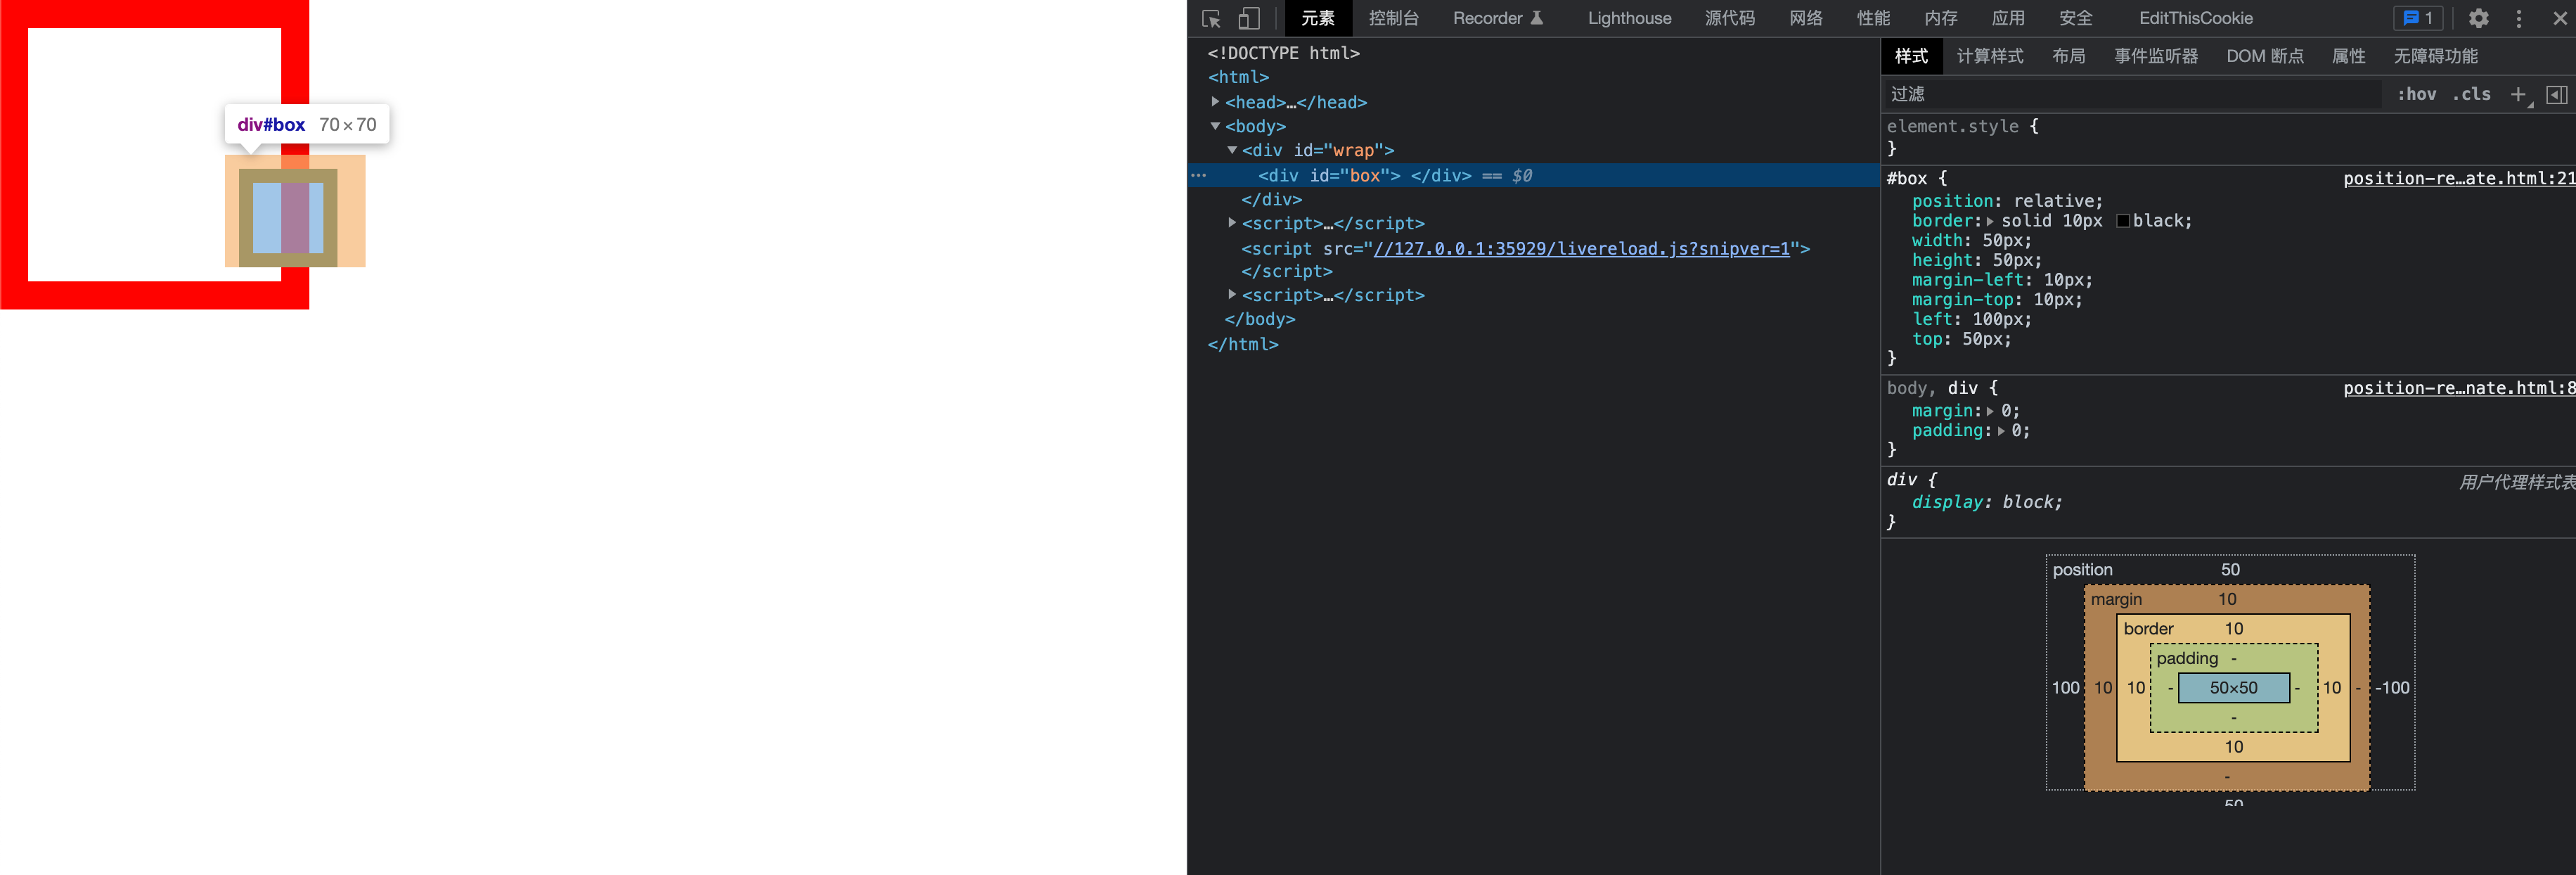 div#box 70 × 70
元素 控制台 Recorder Lighthouse 源代码 网络 性能 内存 应用 安全 EditThisCookie 1
<!DOCTYPE html>
<html>
<head>…</head>
<body>
<div id="wrap">
<div id="box"> </div> == $0
</div>
<script>…</script>
<script src="//127.0.0.1:35929/livereload.js?snipver=1">
</script>
<script>…</script>
</body>
</html>
样式 计算样式 布局 事件监听器 DOM 断点 属性 无障碍功能
过滤 :hov .cls
element.style {
}
#box { position-re…ate.html:21
position: relative;
border: solid 10px black;
width: 50px;
height: 50px;
margin-left: 10px;
margin-top: 10px;
left: 100px;
top: 50px;
}
body, div { position-re…nate.html:8
margin: 0;
padding: 0;
}
div { 用户代理样式表
display: block;
}
position 50
margin 10
border 10
padding -
100 10 10 - 50×50 - 10 - -100
-
10
-
50